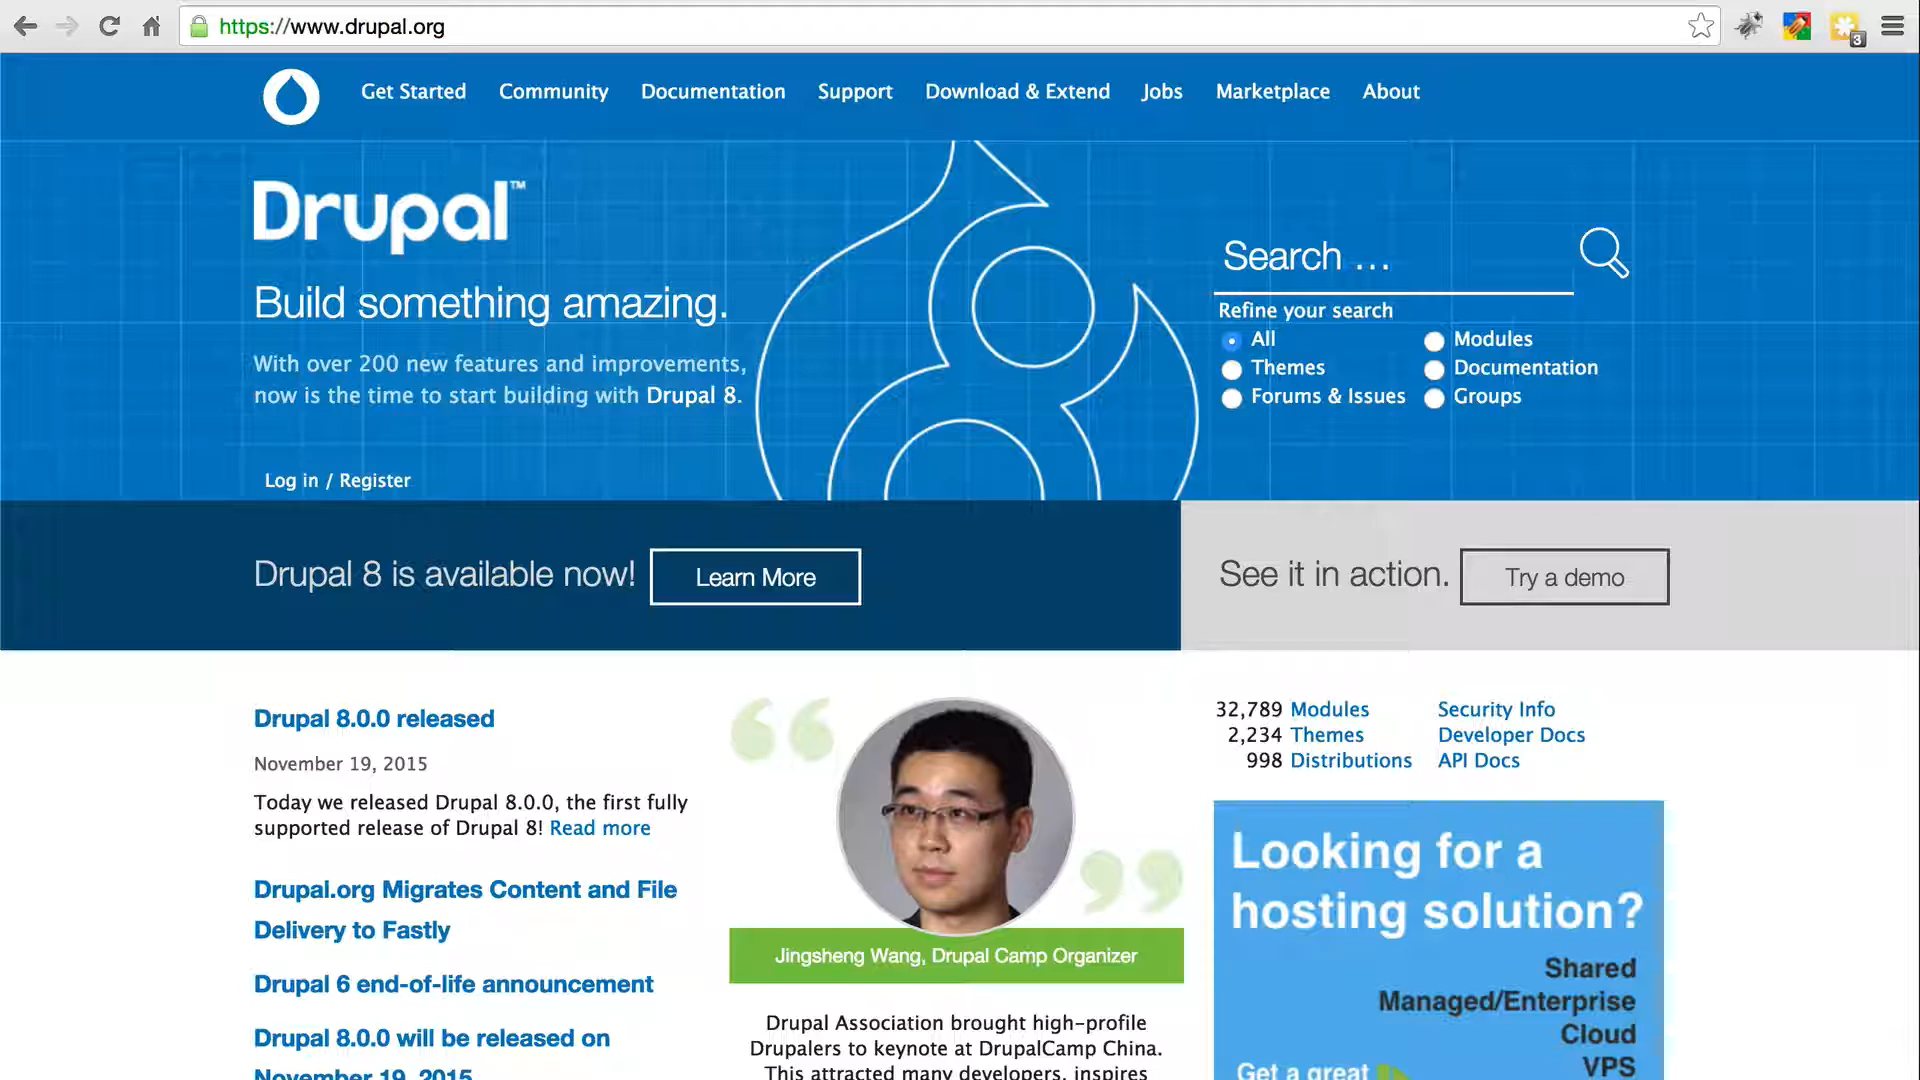 https://www.drupal.org
3
Get Started Community Documentation Support Download & Extend Jobs Marketplace About
Drupal™
Build something amazing.
With over 200 new features and improvements,
now is the time to start building with Drupal 8.
Log in / Register
Search ...
Refine your search
All Modules
Themes Documentation
Forums & Issues Groups
Drupal 8 is available now! Learn More
See it in action. Try a demo
Drupal 8.0.0 released
November 19, 2015
Today we released Drupal 8.0.0, the first fully
supported release of Drupal 8! Read more
Drupal.org Migrates Content and File
Delivery to Fastly
Drupal 6 end-of-life announcement
Drupal 8.0.0 will be released on
November 19, 2015
“
”
Jingsheng Wang, Drupal Camp Organizer
Drupal Association brought high-profile
Drupalers to keynote at DrupalCamp China.
This attracted many developers, inspires
32,789 Modules Security Info
2,234 Themes Developer Docs
998 Distributions API Docs
Looking for a
hosting solution?
Shared
Managed/Enterprise
Cloud
VPS
Get a great